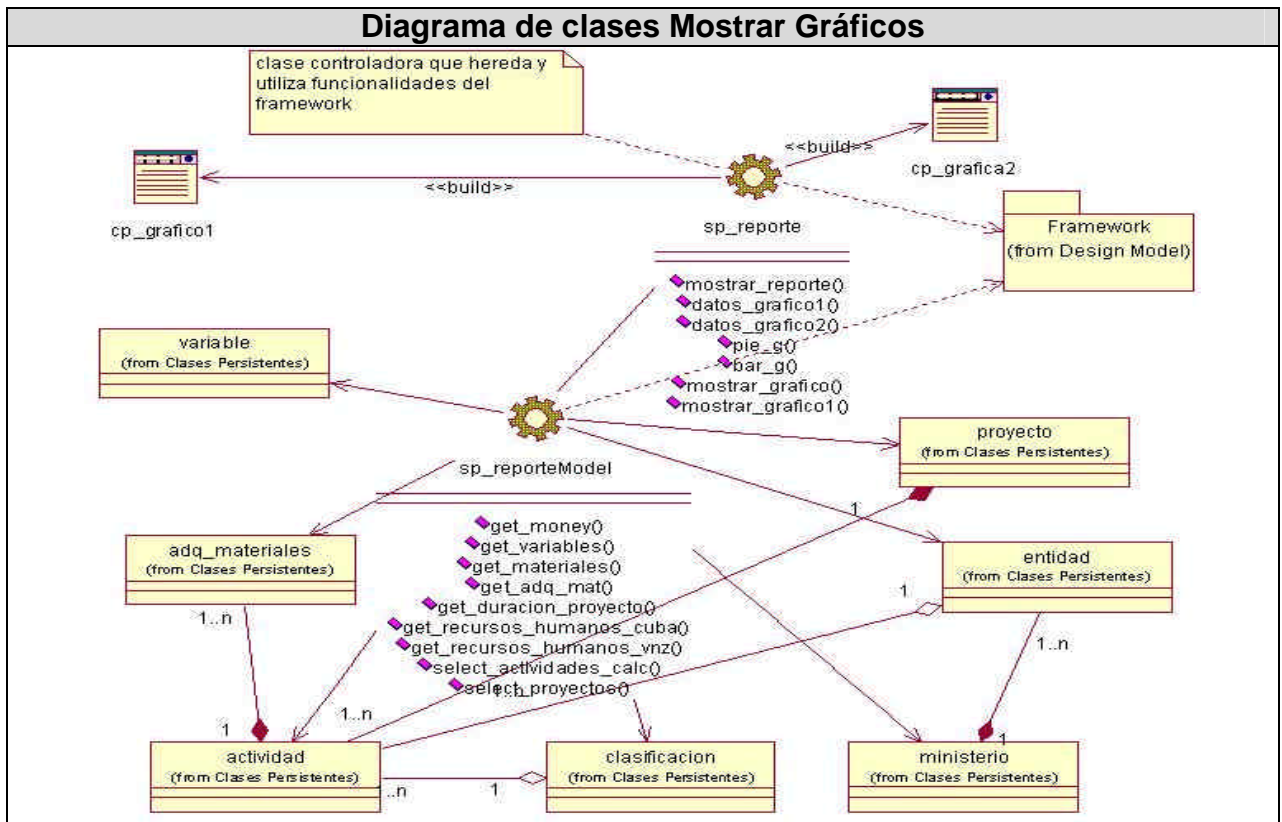 Diagrama de clases Mostrar Gráficos
clase controladora que hereda y
utiliza funcionalidades del
framework
<<build>>
cp_grafica2
<<build>>
cp_grafico1
sp_reporte
Framework
(from Design Model)
mostrar_reporte()
datos_grafico1()
datos_grafico2()
pie_g()
bar_g()
mostrar_grafico()
mostrar_grafico1()
variable
(from Clases Persistentes)
proyecto
(from Clases Persistentes)
sp_reporteModel
1
get_money()
get_variables()
get_materiales()
get_adq_mat()
get_duracion_proyecto()
get_recursos_humanos_cuba()
get_recursos_humanos_vnz()
select_actividades_calc()
select_proyectos()
adq_materiales
(from Clases Persistentes)
entidad
(from Clases Persistentes)
1
1..n
1..n
1..n
1..n
1
1
actividad
(from Clases Persistentes)
clasificacion
(from Clases Persistentes)
ministerio
(from Clases Persistentes)
..n
1